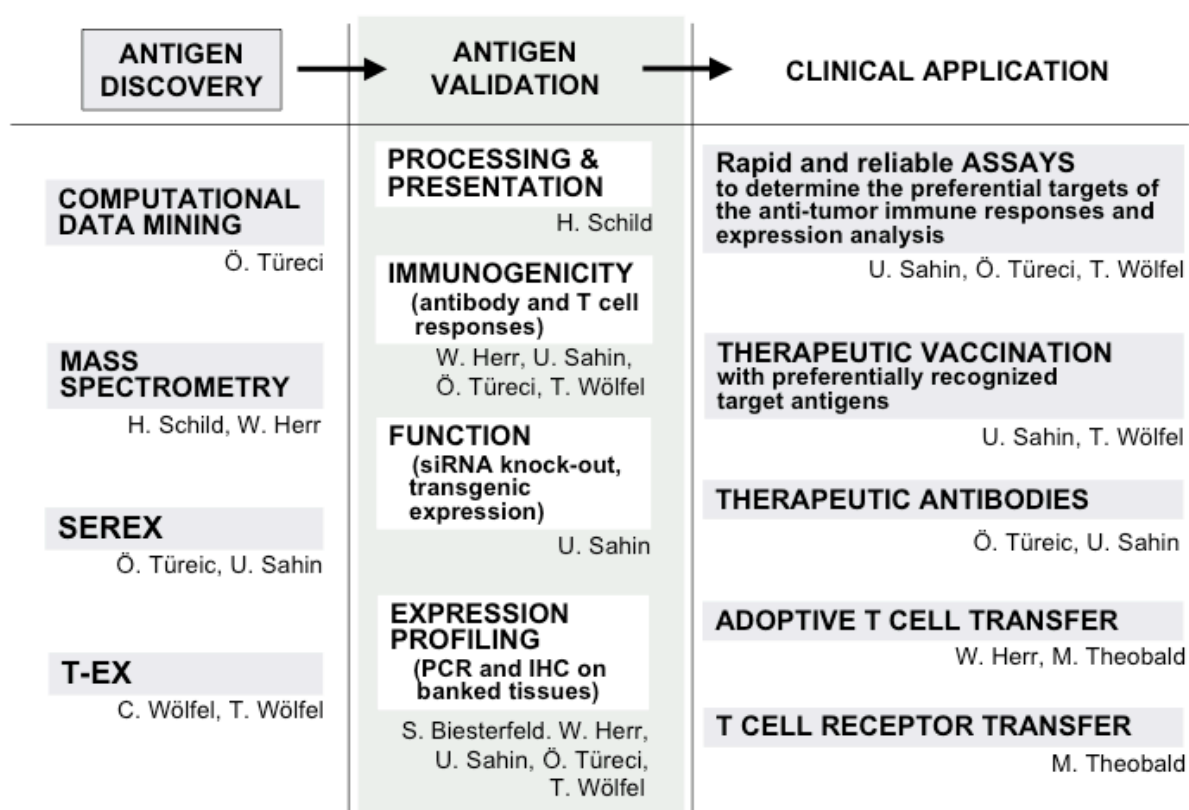 ANTIGEN
DISCOVERY
ANTIGEN
VALIDATION
CLINICAL APPLICATION
COMPUTATIONAL
DATA MINING
Ö. Türeci
MASS
SPECTROMETRY
H. Schild, W. Herr
SEREX
Ö. Türeic, U. Sahin
T-EX
C. Wölfel, T. Wölfel
PROCESSING &
PRESENTATION
H. Schild
IMMUNOGENICITY
(antibody and T cell
responses)
W. Herr, U. Sahin,
Ö. Türeci, T. Wölfel
FUNCTION
(siRNA knock-out,
transgenic
expression)
U. Sahin
EXPRESSION
PROFILING
(PCR and IHC on
banked tissues)
S. Biesterfeld. W. Herr,
U. Sahin, Ö. Türeci,
T. Wölfel
Rapid and reliable ASSAYS
to determine the preferential targets of
the anti-tumor immune responses and
expression analysis
U. Sahin, Ö. Türeci, T. Wölfel
THERAPEUTIC VACCINATION
with preferentially recognized
target antigens
U. Sahin, T. Wölfel
THERAPEUTIC ANTIBODIES
Ö. Türeic, U. Sahin
ADOPTIVE T CELL TRANSFER
W. Herr, M. Theobald
T CELL RECEPTOR TRANSFER
M. Theobald